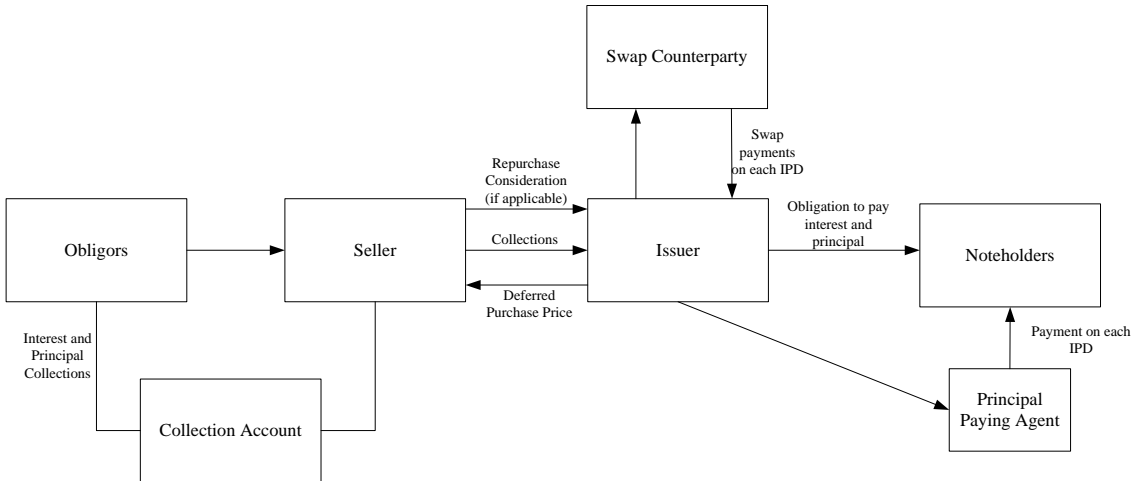 Swap Counterparty
Swap
payments
on each IPD
Repurchase
Consideration
(if applicable)
Obligation to pay
interest and
principal
Obligors
Seller
Collections
Issuer
Noteholders
Deferred
Purchase Price
Interest and
Principal
Collections
Payment on each
IPD
Collection Account
Principal
Paying Agent